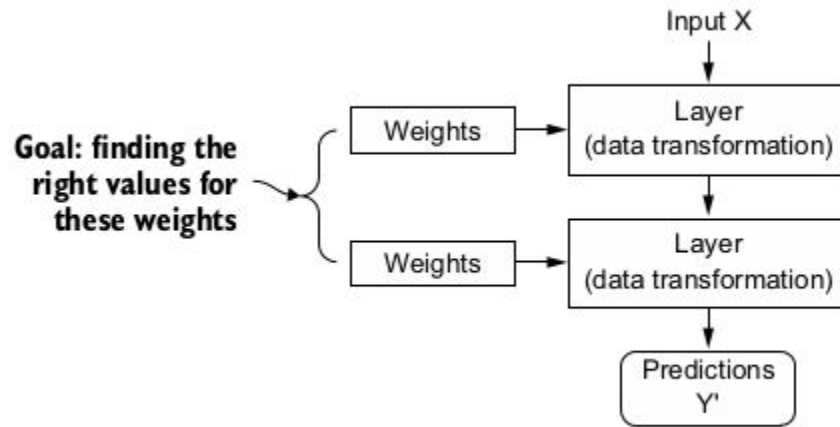 Input X
Goal: finding the
right values for
these weights
Weights
Layer
(data transformation)
Weights
Layer
(data transformation)
Predictions
Y'